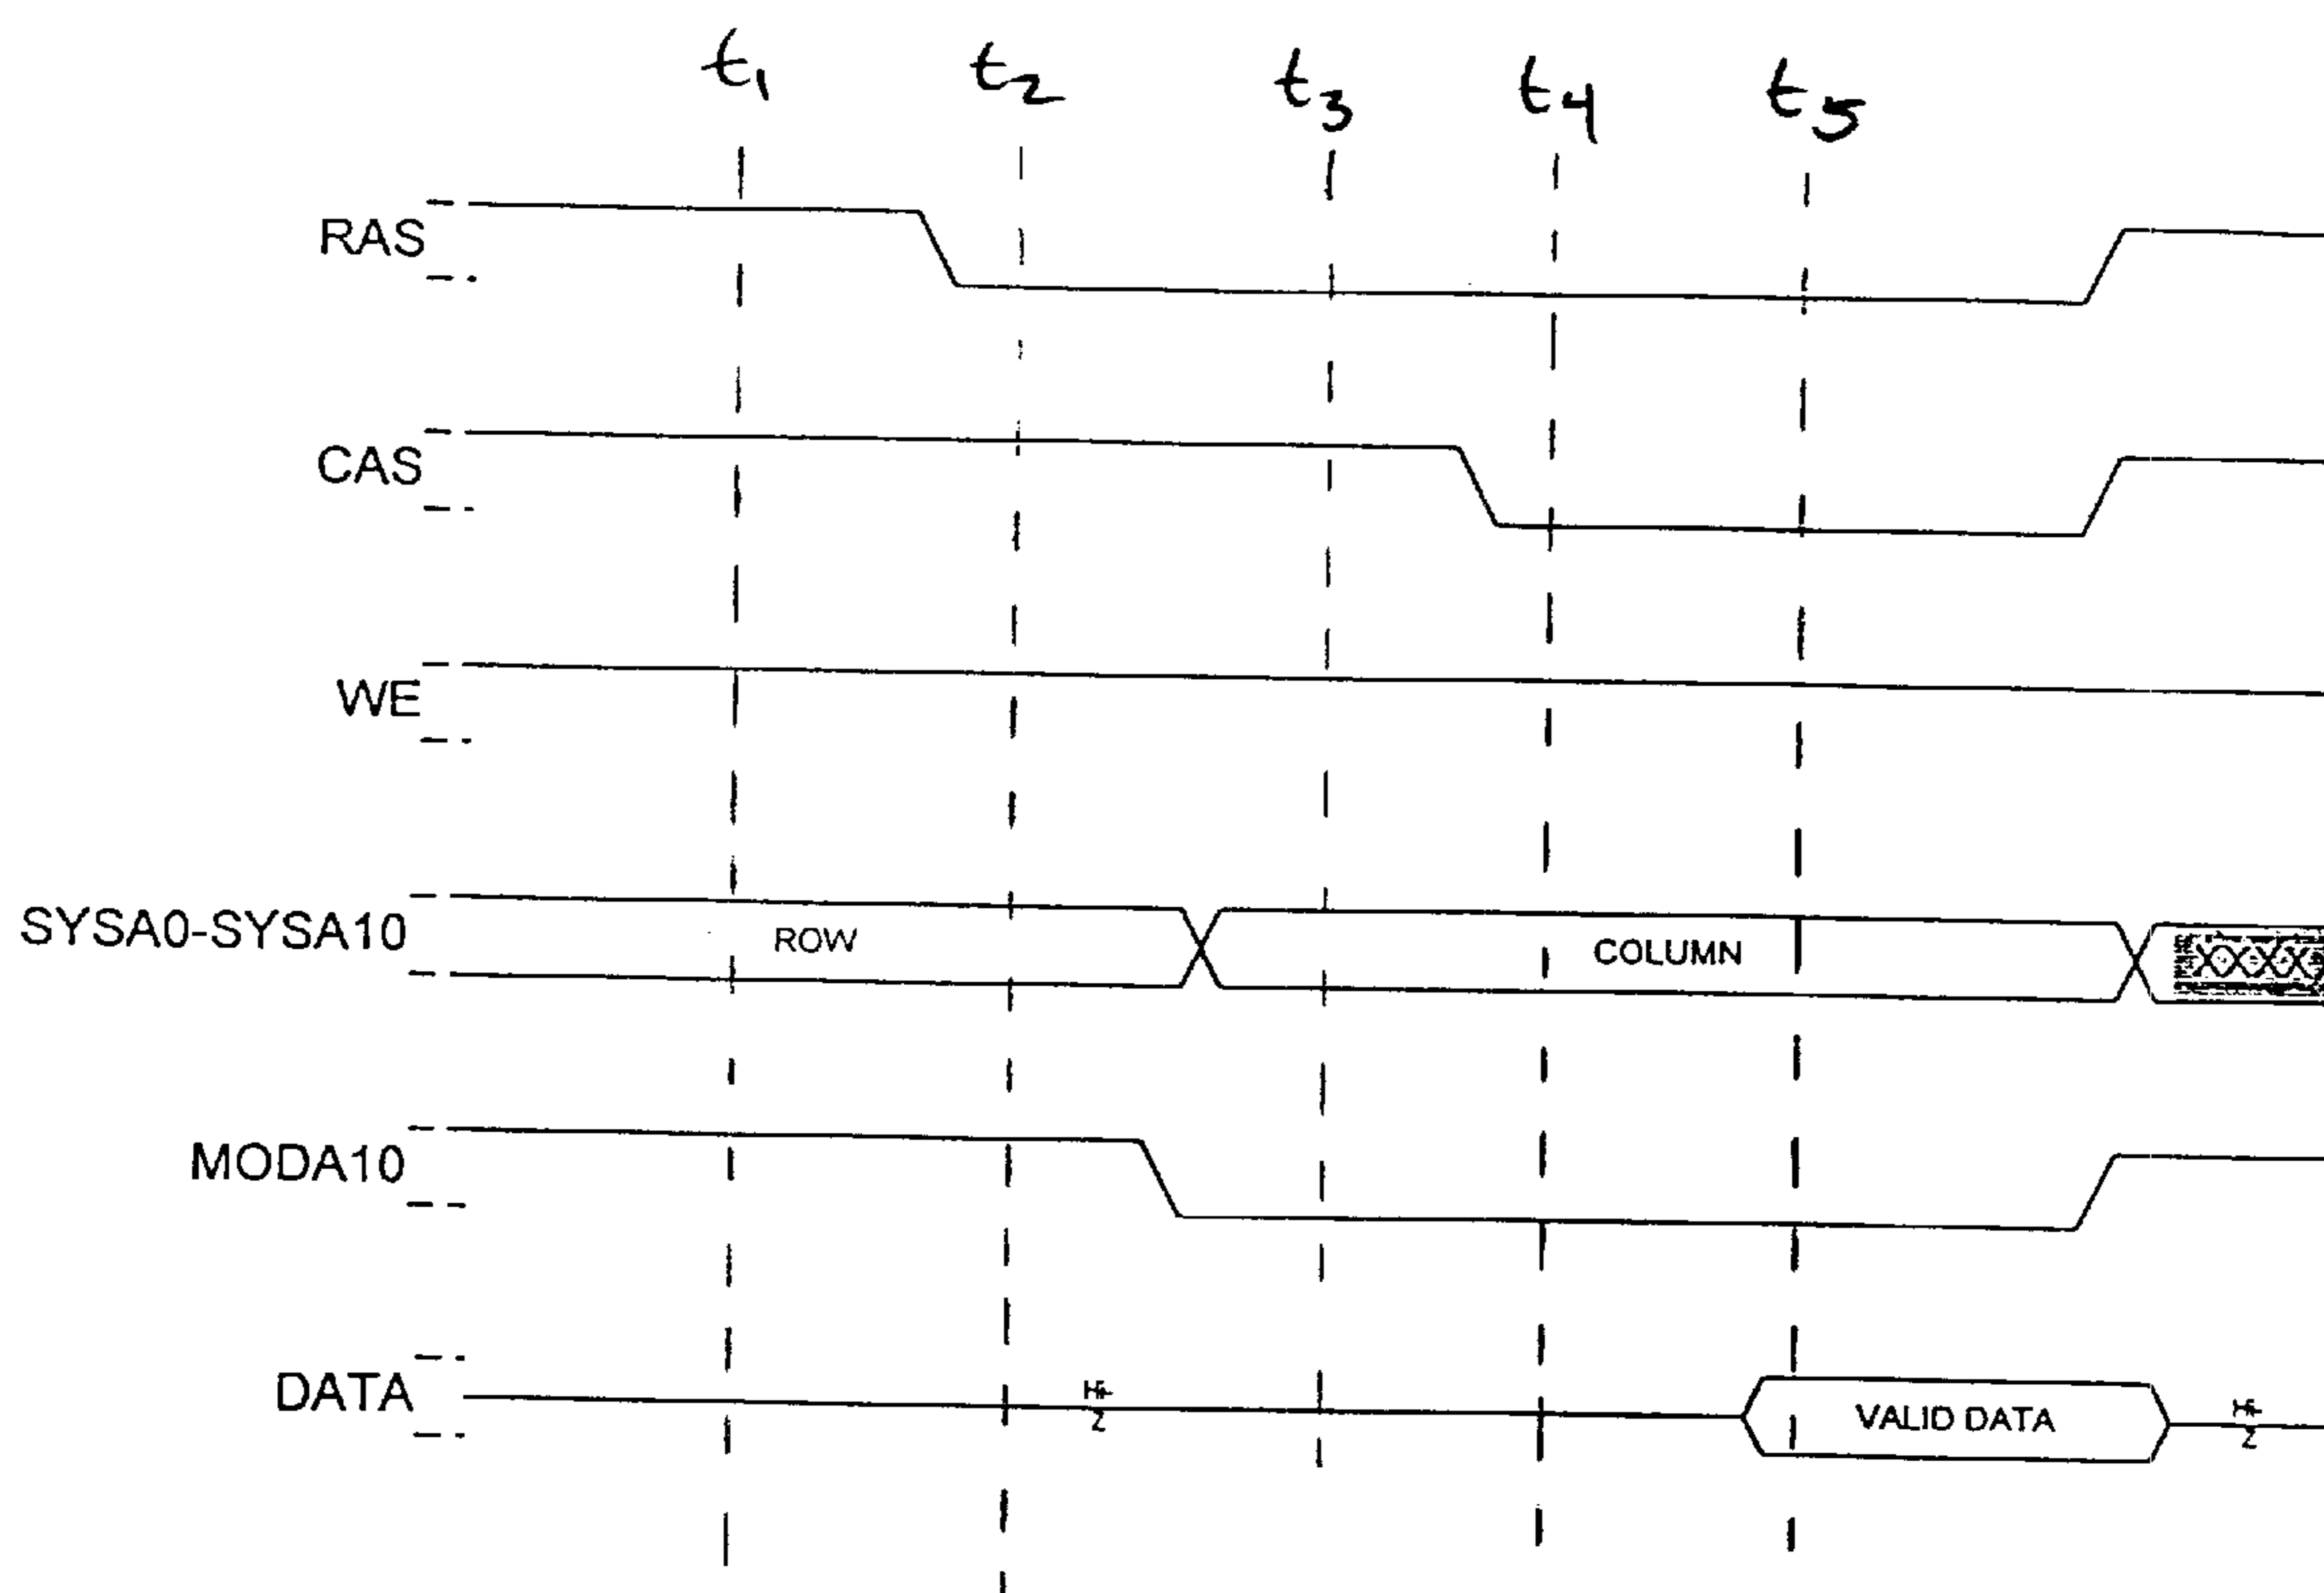 t1 t2 t3 t4 t5
RAS
CAS
WE
SYSA0-SYSA10 ROW COLUMN
MODA10
DATA Hi-Z VALID DATA Hi-Z